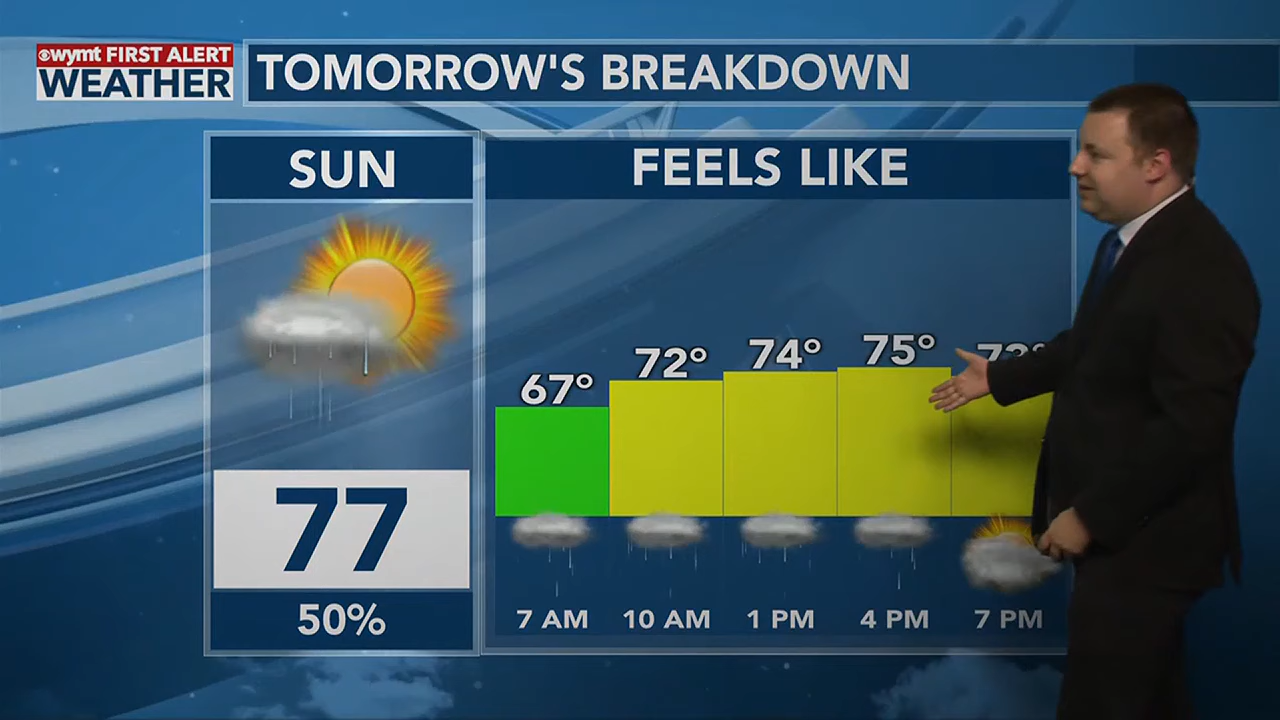 wymt FIRST ALERT
WEATHER
TOMORROW'S BREAKDOWN
SUN
FEELS LIKE
67° 72° 74° 75° 73°
77
50%
7 AM 10 AM 1 PM 4 PM 7 PM